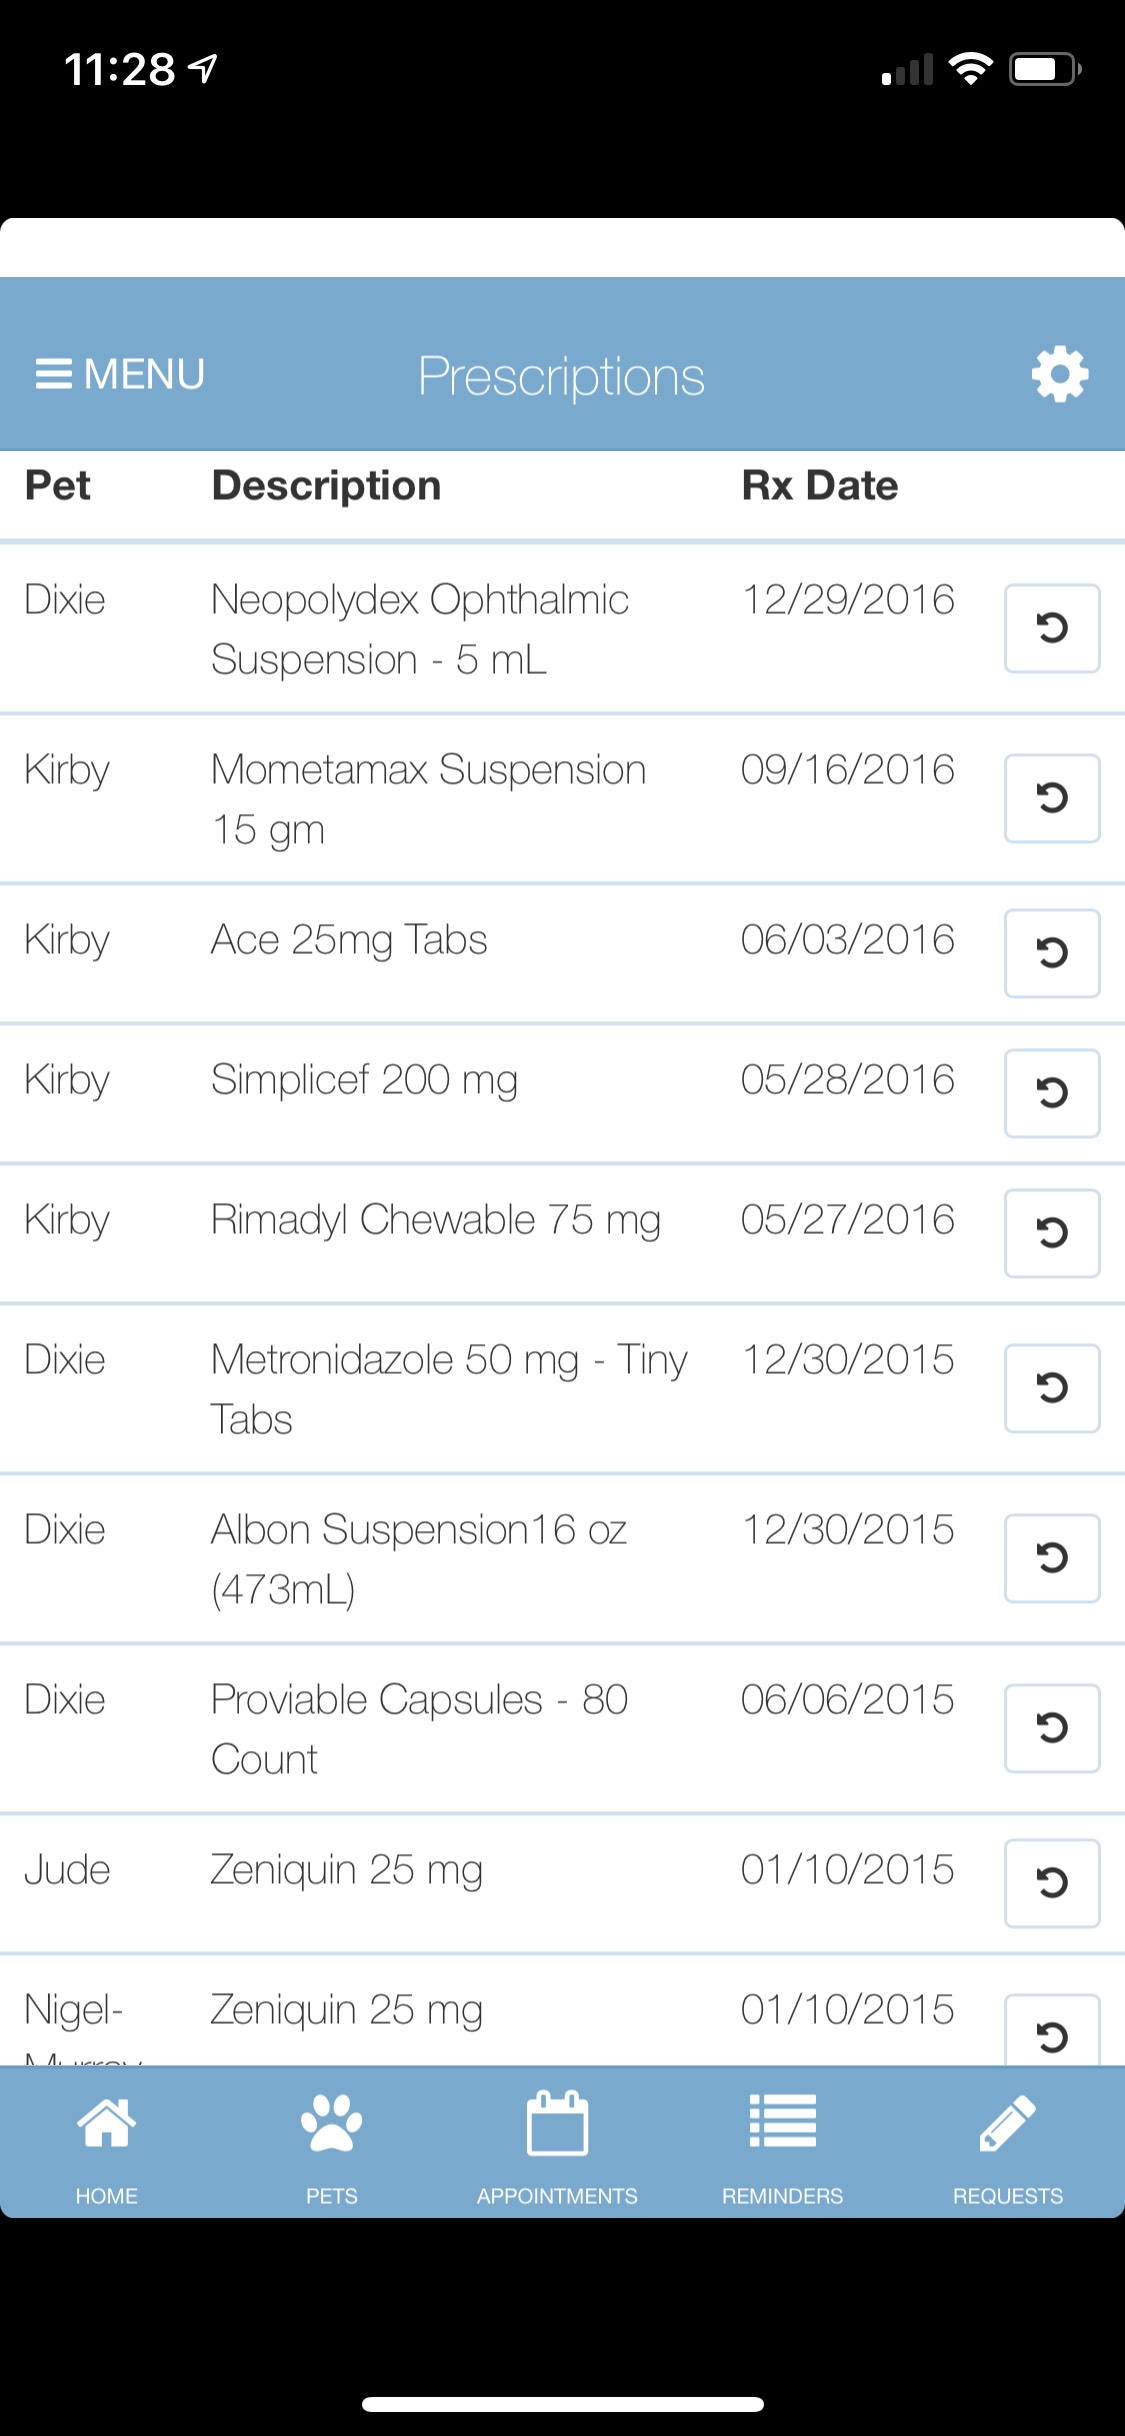 11:28
MENU
Prescriptions
Pet Description Rx Date
Dixie Neopolydex Ophthalmic 12/29/2016
Suspension - 5 mL
Kirby Mometamax Suspension 09/16/2016
15 gm
Kirby Ace 25mg Tabs 06/03/2016
Kirby Simplicef 200 mg 05/28/2016
Kirby Rimadyl Chewable 75 mg 05/27/2016
Dixie Metronidazole 50 mg - Tiny 12/30/2015
Tabs
Dixie Albon Suspension16 oz 12/30/2015
(473mL)
Dixie Proviable Capsules - 80 06/06/2015
Count
Jude Zeniquin 25 mg 01/10/2015
Nigel- Zeniquin 25 mg 01/10/2015
HOME PETS APPOINTMENTS REMINDERS REQUESTS